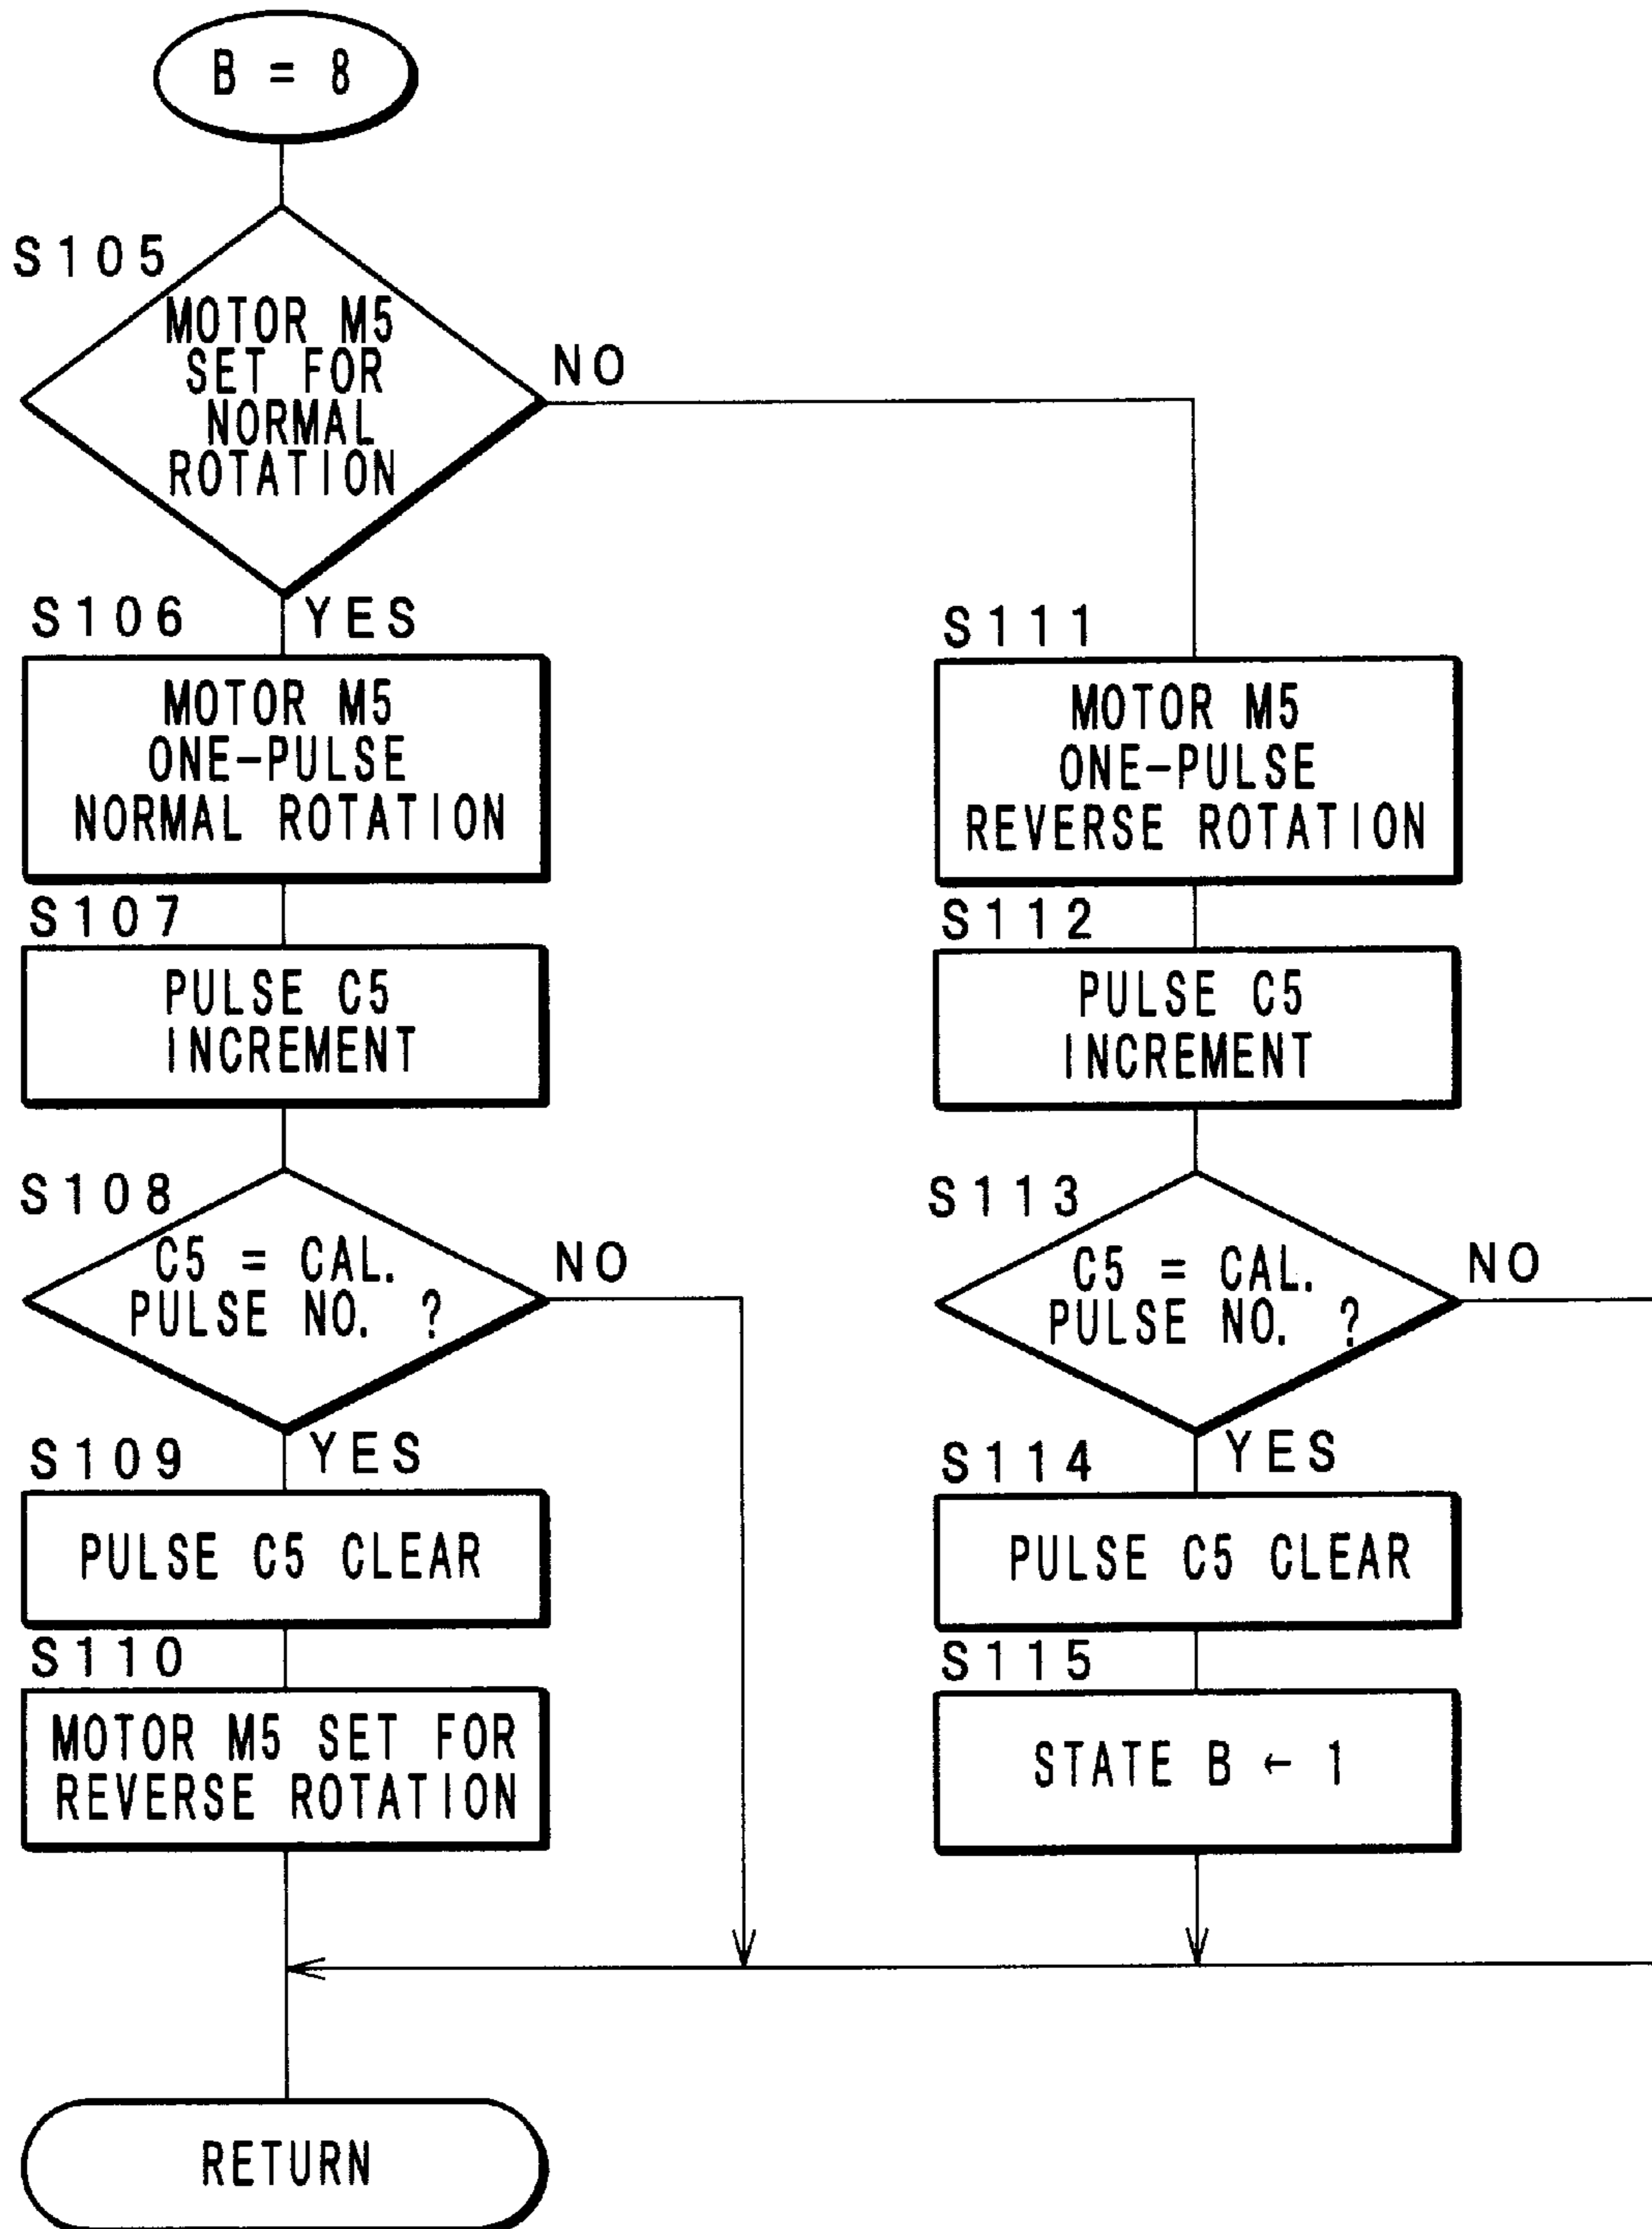 B = 8
S105
MOTOR M5
SET FOR
NORMAL
ROTATION
NO
S106
YES
MOTOR M5
ONE-PULSE
NORMAL ROTATION
S107
PULSE C5
INCREMENT
S108
C5 = CAL.
PULSE NO. ?
NO
S109
YES
PULSE C5 CLEAR
S110
MOTOR M5 SET FOR
REVERSE ROTATION
S111
MOTOR M5
ONE-PULSE
REVERSE ROTATION
S112
PULSE C5
INCREMENT
S113
C5 = CAL.
PULSE NO. ?
NO
S114
YES
PULSE C5 CLEAR
S115
STATE B ← 1
RETURN